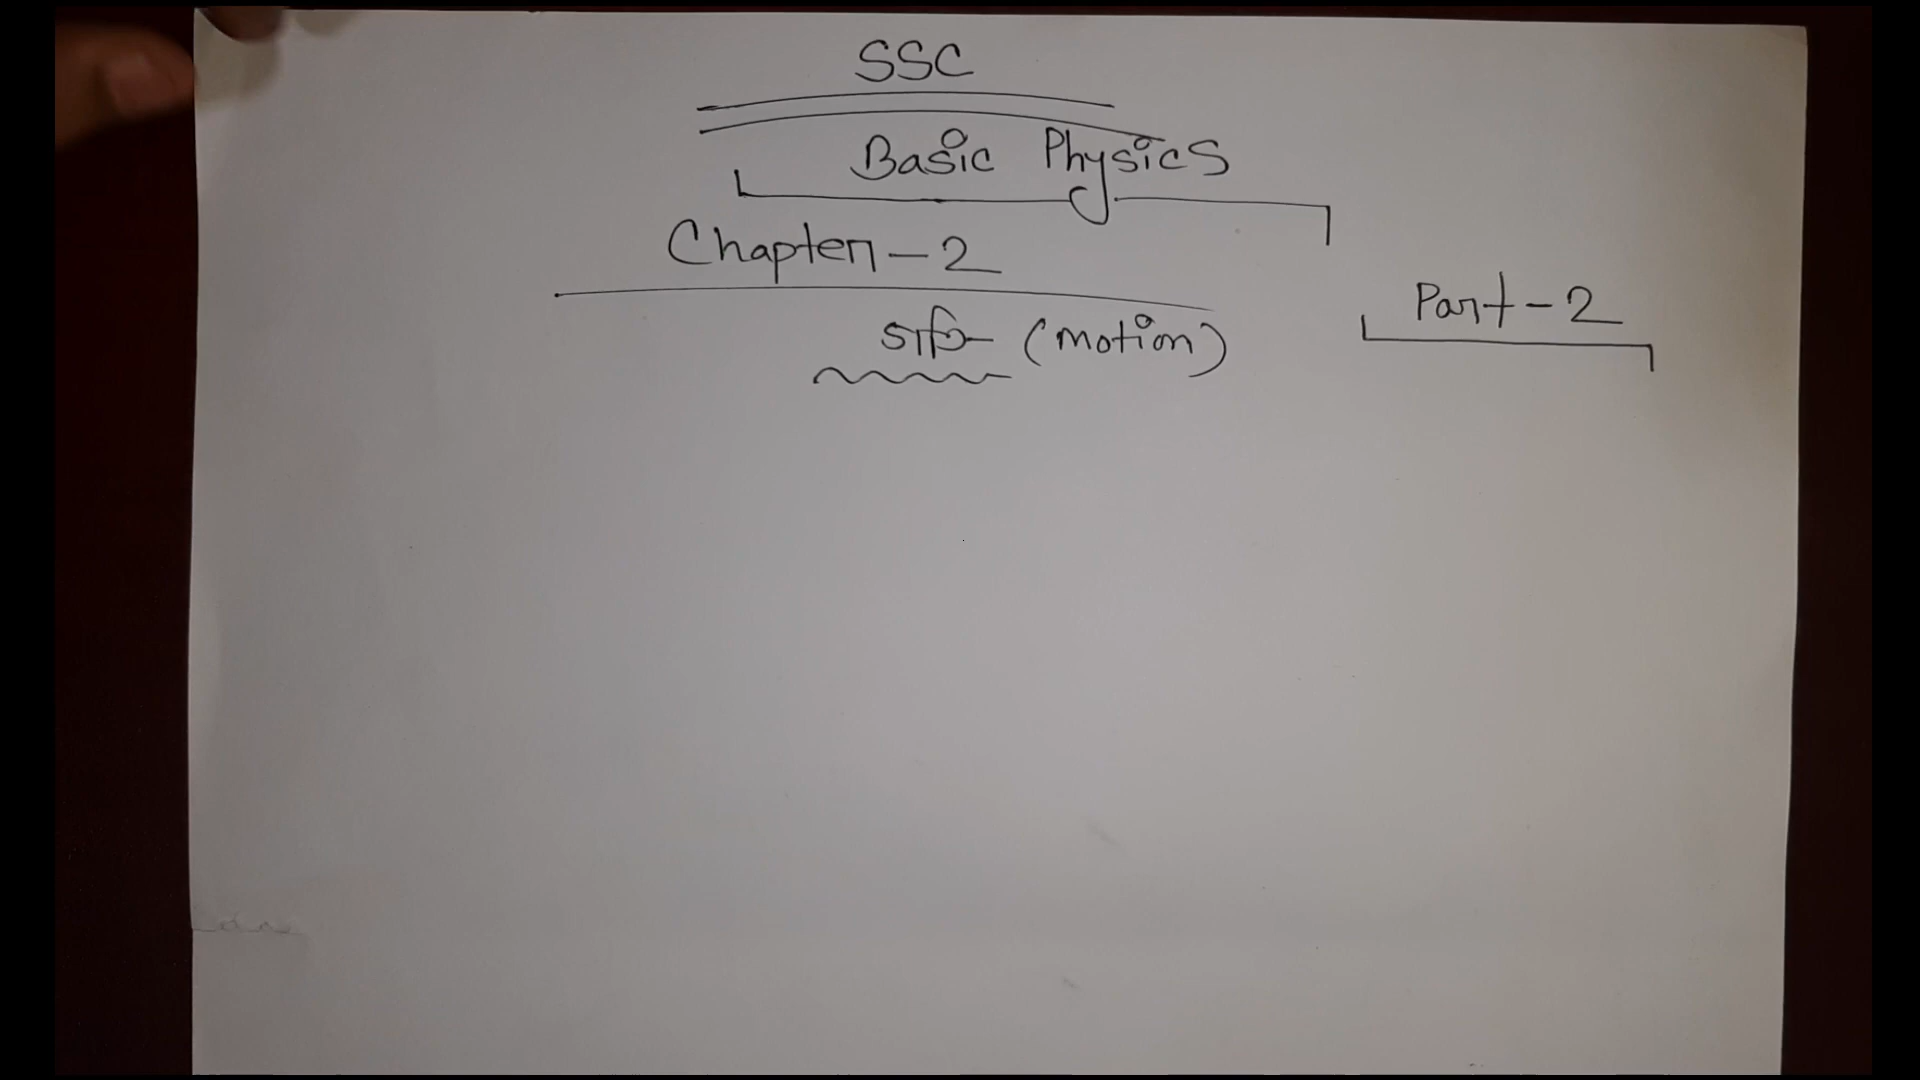 SSC
Basic Physics
Chapter-2
Part-2
গতি (Motion)